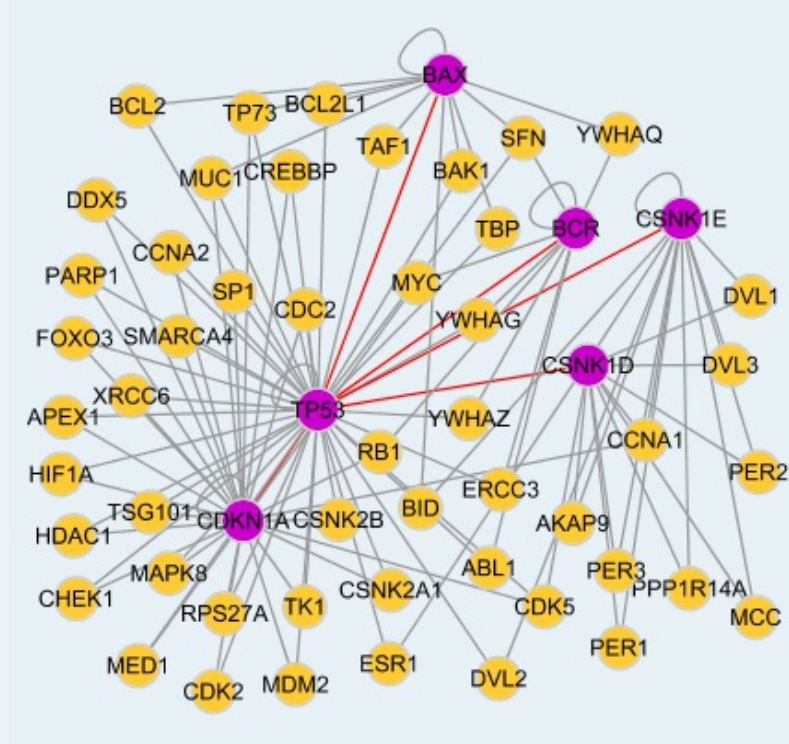 BAX
BCL2
TP73
BCL2L1
TAF1
SFN
YWHAQ
MUC1
CREBBP
BAK1
DDX5
TBP
BCR
CSNK1E
CCNA2
PARP1
SP1
MYC
DVL1
CDC2
YWHAG
FOXO3
SMARCA4
CSNK1D
DVL3
XRCC6
TP53
APEX1
YWHAZ
RB1
CCNA1
HIF1A
PER2
ERCC3
TSG101
CDKN1A
CSNK2B
BID
AKAP9
HDAC1
MAPK8
ABL1
PER3
CHEK1
CSNK2A1
PPP1R14A
RPS27A
TK1
CDK5
MCC
PER1
MED1
ESR1
CDK2
MDM2
DVL2